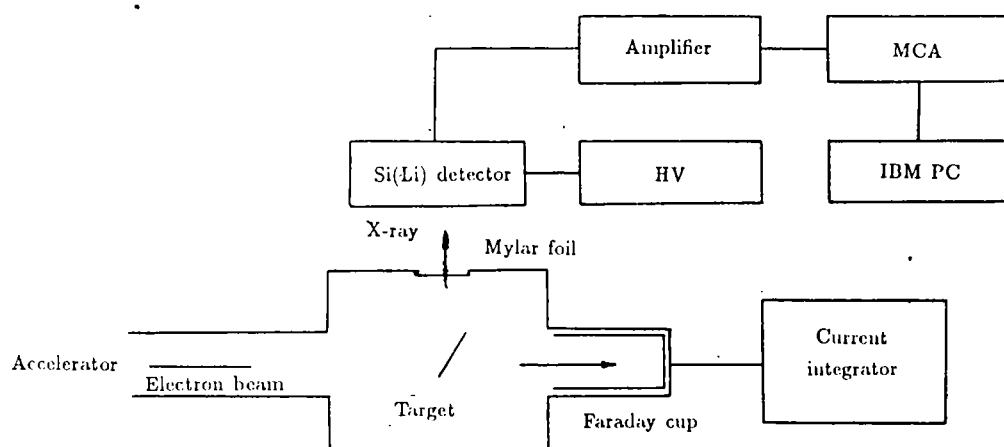 Amplifier
MCA
Si(Li) detector
HV
IBM PC
X-ray
Mylar foil
Accelerator
Electron beam
Target
Faraday cup
Current
integrator